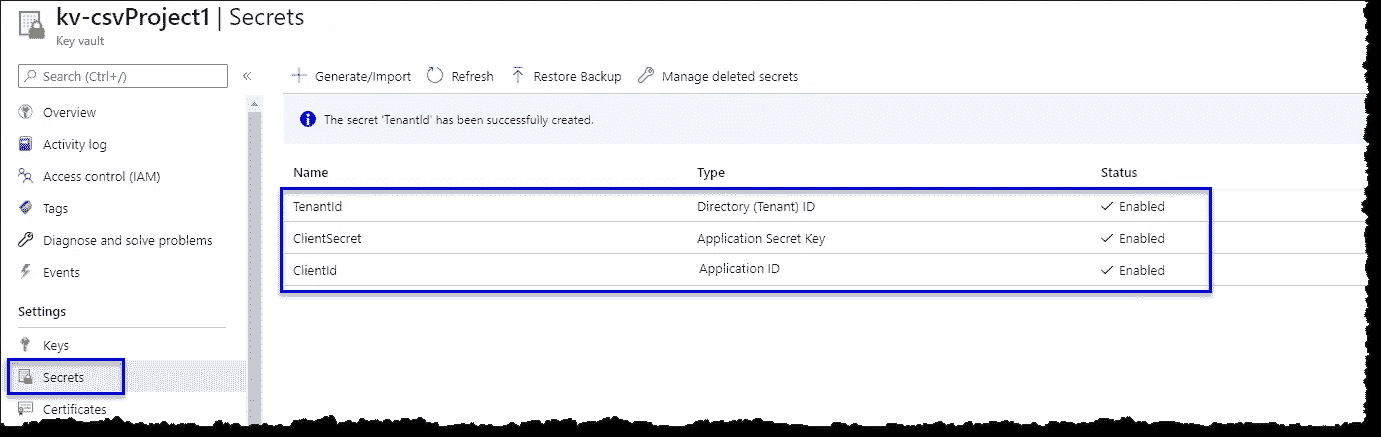 kv-csvProject1 | Secrets
Key vault
Search (Ctrl+/) «
Overview
Activity log
Access control (IAM)
Tags
Diagnose and solve problems
Events
Settings
Keys
Secrets
Certificates
Generate/Import Refresh Restore Backup Manage deleted secrets
The secret 'TenantId' has been successfully created.
Name Type Status
TenantId Directory (Tenant) ID Enabled
ClientSecret Application Secret Key Enabled
ClientId Application ID Enabled